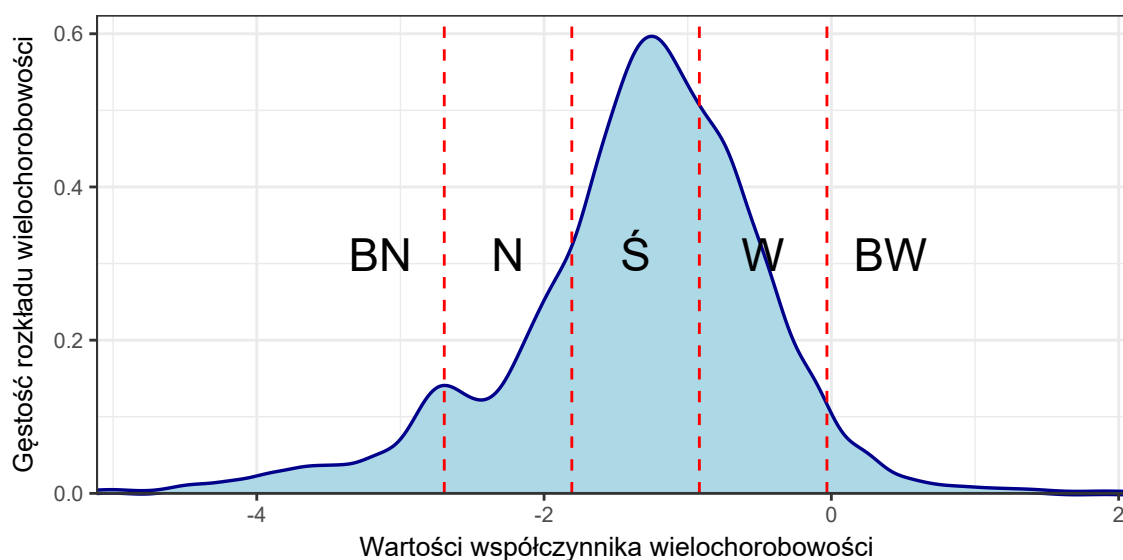 Gęstość rozkładu wielochorobowości
0.6
0.4
0.2
0.0
BN N Ś W BW
-4 -2 0 2
Wartości współczynnika wielochorobowości